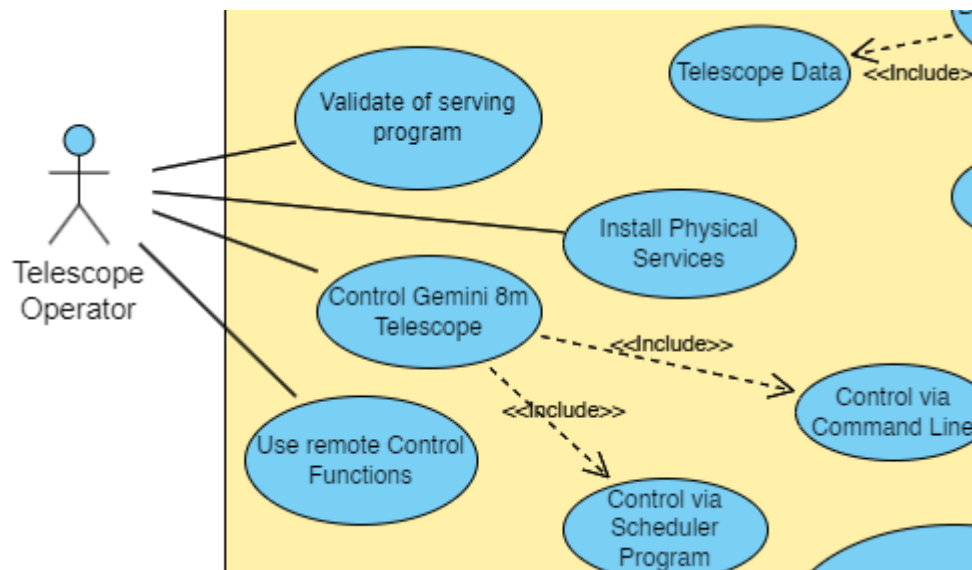 Telescope Data
<<Include>
Validate of serving
program
Install Physical
Services
Telescope
Operator
Control Gemini 8m
Telescope
<<Include>>
Control via
Command Line
<<Include>>
Use remote Control
Functions
Control via
Scheduler
Program